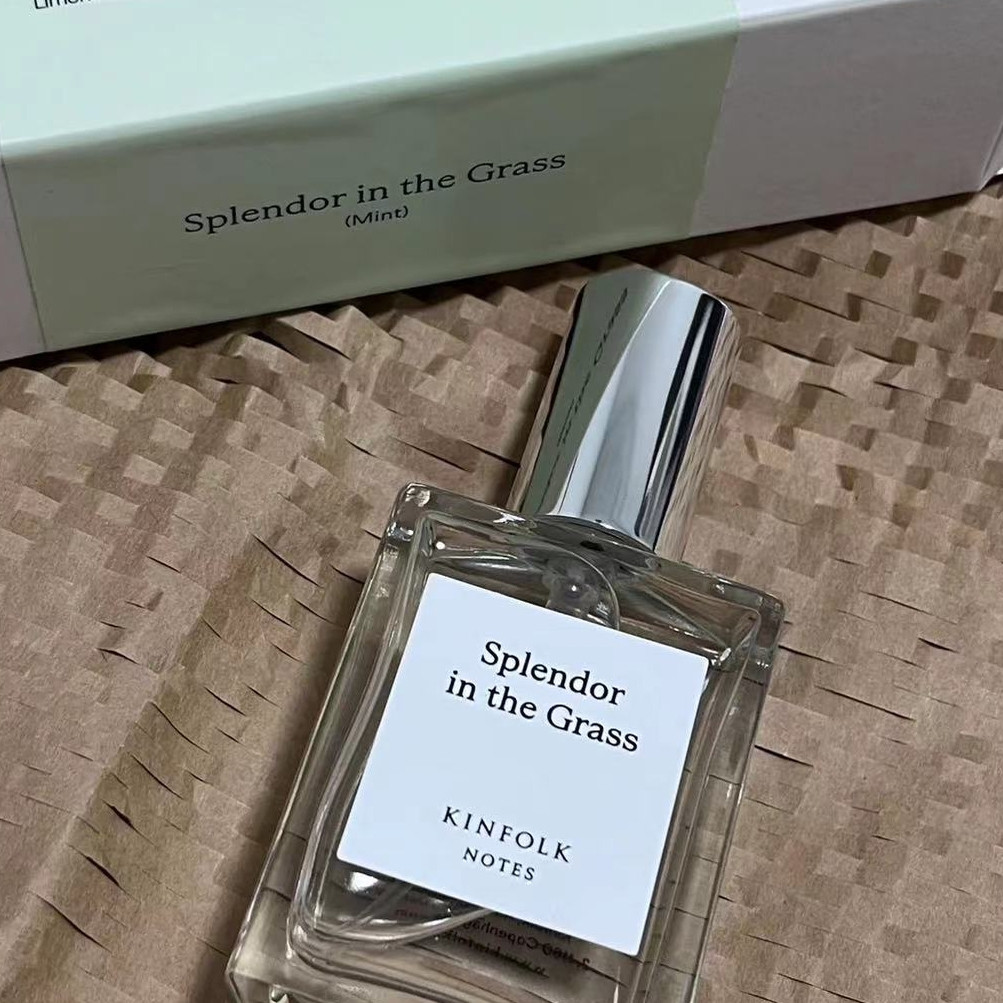 Splendor in the Grass
(Mint)
Splendor
in the Grass
KINFOLK
NOTES